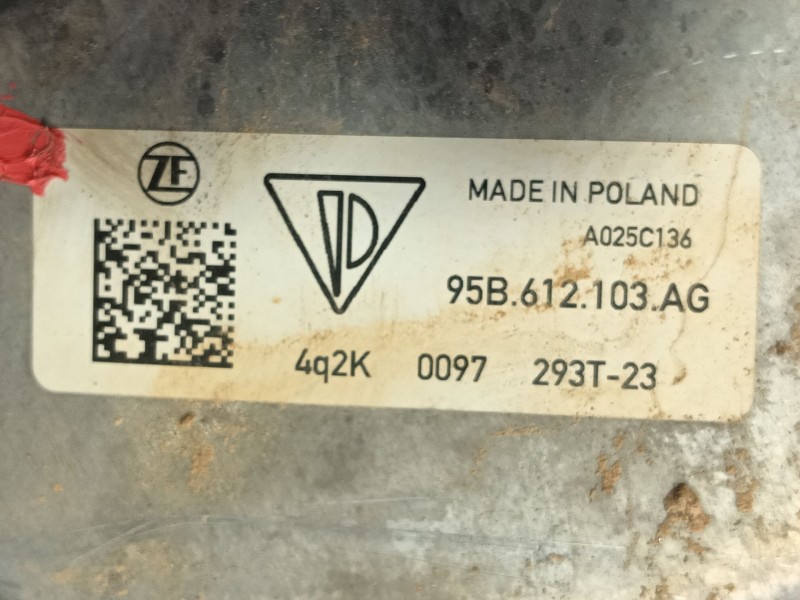 ZF
MADE IN POLAND
A025C136
95B.612.103.AG
4q2K 0097 293T-23